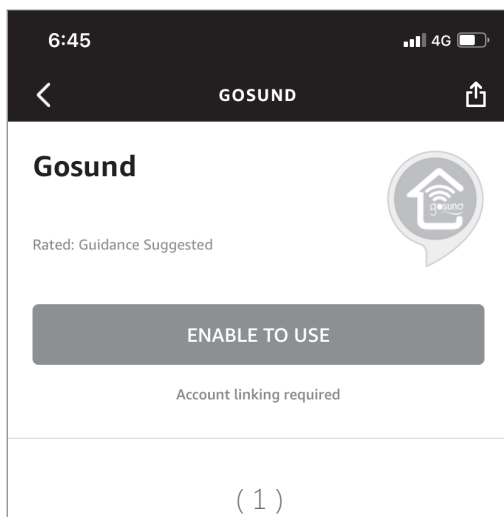 6:45 4G
GOSUND
Gosund
gosund
Rated: Guidance Suggested
ENABLE TO USE
Account linking required
(1)